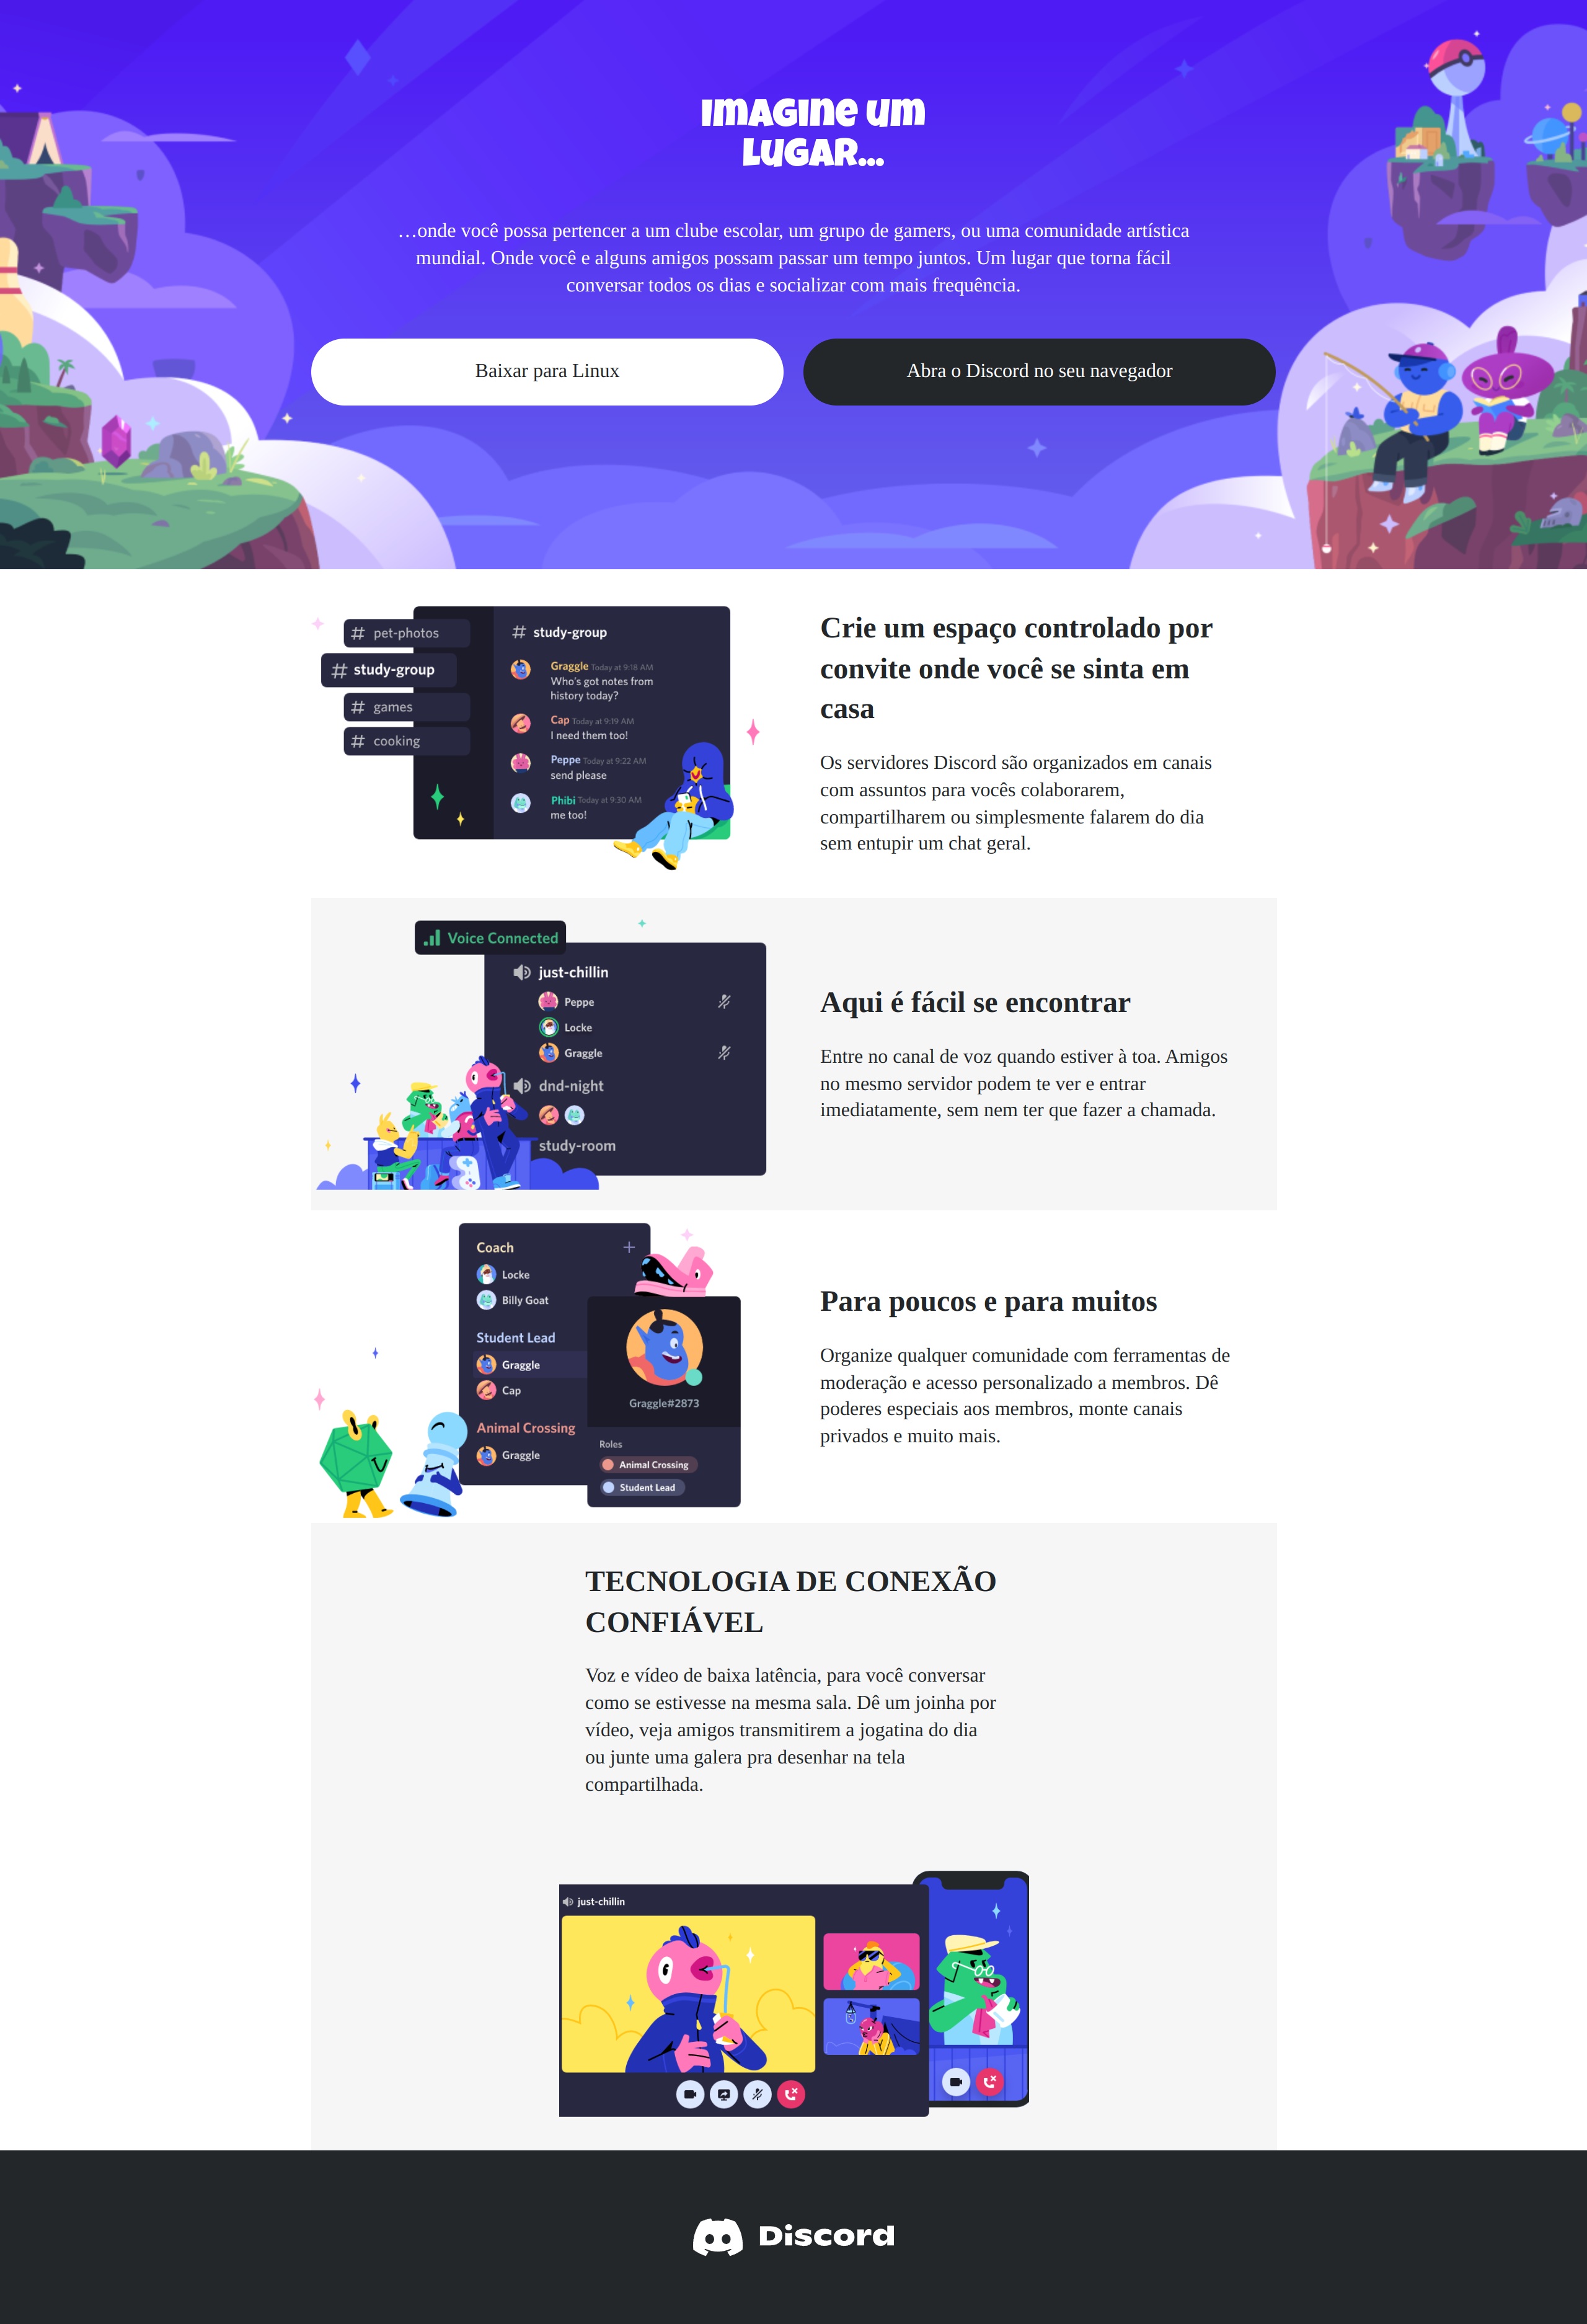 Imagine um
lugar...
…onde você possa pertencer a um clube escolar, um grupo de gamers, ou uma comunidade artística
mundial. Onde você e alguns amigos possam passar um tempo juntos. Um lugar que torna fácil
conversar todos os dias e socializar com mais frequência.
Baixar para Linux
Abra o Discord no seu navegador
# pet-photos
# study-group
# games
# cooking
# study-group
Graggle Today at 9:18 AM
Who's got notes from
history today?
Cap Today at 9:19 AM
I need them too!
Peppe Today at 9:22 AM
send please
Phibi Today at 9:30 AM
me too!
Crie um espaço controlado por
convite onde você se sinta em
casa
Os servidores Discord são organizados em canais
com assuntos para vocês colaborarem,
compartilharem ou simplesmente falarem do dia
sem entupir um chat geral.
Voice Connected
just-chillin
Peppe
Locke
Graggle
dnd-night
study-room
Aqui é fácil se encontrar
Entre no canal de voz quando estiver à toa. Amigos
no mesmo servidor podem te ver e entrar
imediatamente, sem nem ter que fazer a chamada.
Coach
Locke
Billy Goat
Student Lead
Graggle
Cap
Animal Crossing
Graggle
Graggle#2873
Roles
Animal Crossing
Student Lead
Para poucos e para muitos
Organize qualquer comunidade com ferramentas de
moderação e acesso personalizado a membros. Dê
poderes especiais aos membros, monte canais
privados e muito mais.
TECNOLOGIA DE CONEXÃO
CONFIÁVEL
Voz e vídeo de baixa latência, para você conversar
como se estivesse na mesma sala. Dê um joinha por
vídeo, veja amigos transmitirem a jogatina do dia
ou junte uma galera pra desenhar na tela
compartilhada.
just-chillin
Discord